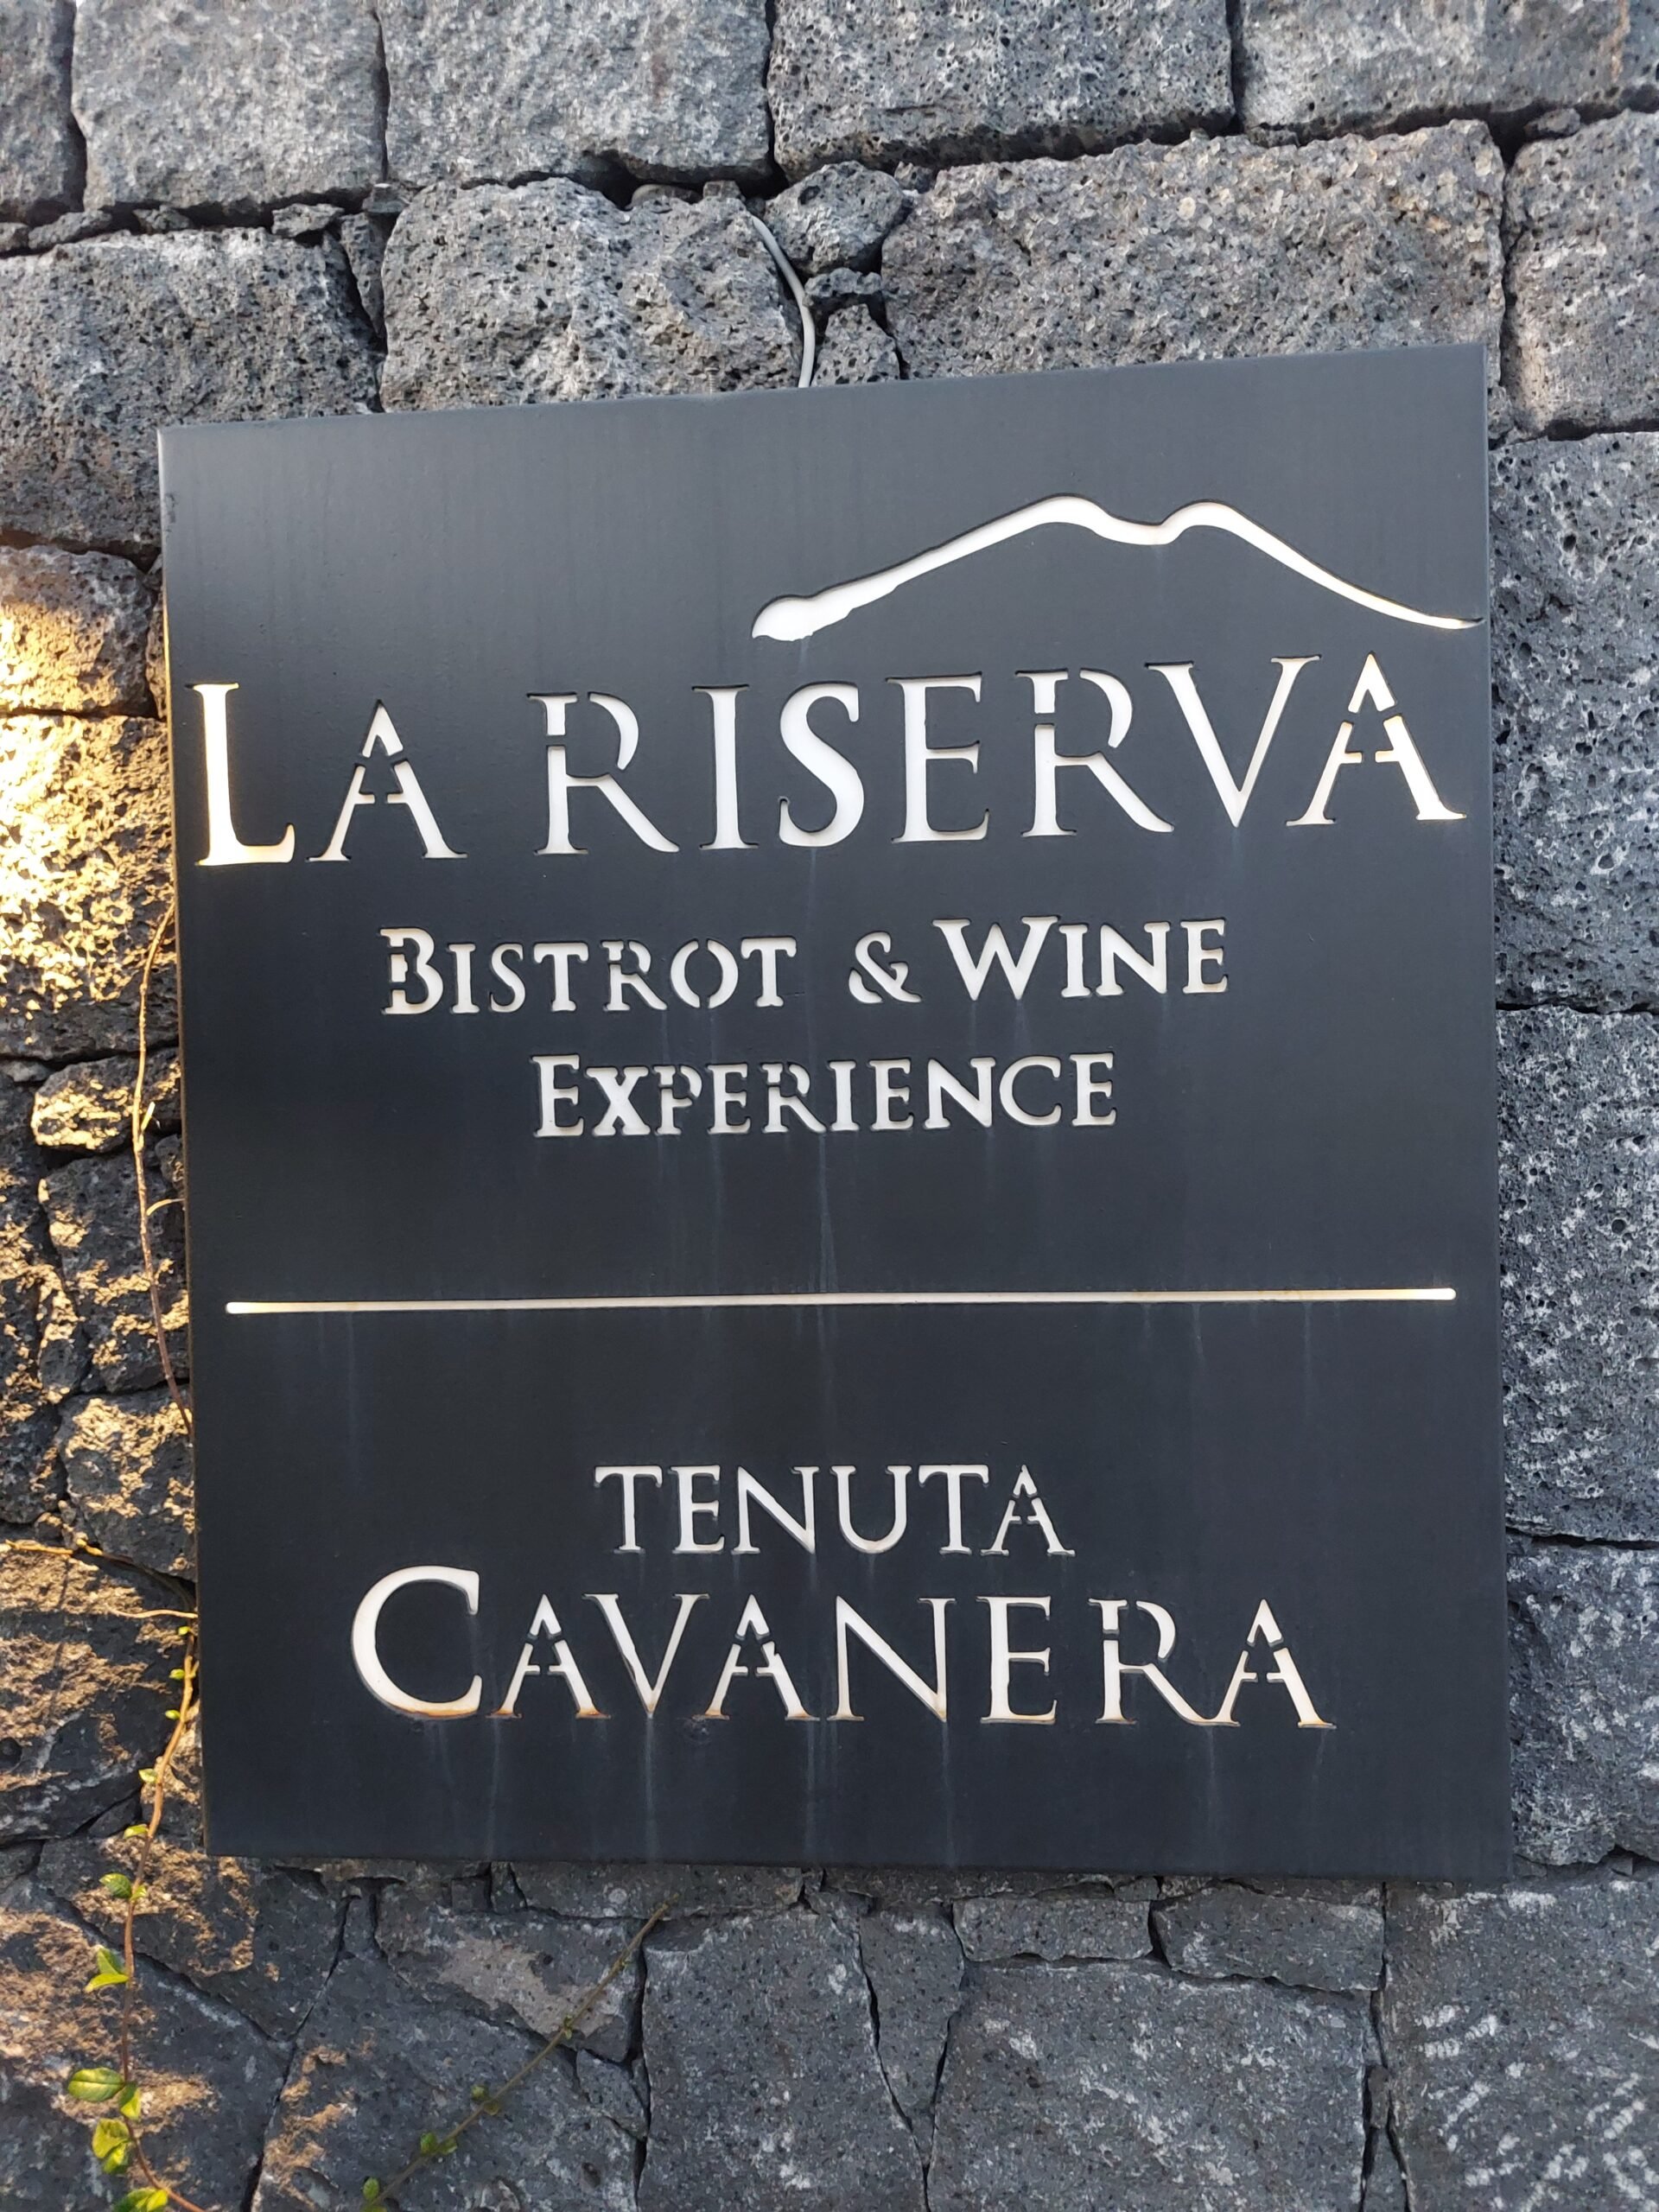 LA RISERVA
BISTROT & WINE
EXPERIENCE
TENUTA
CAVANERA